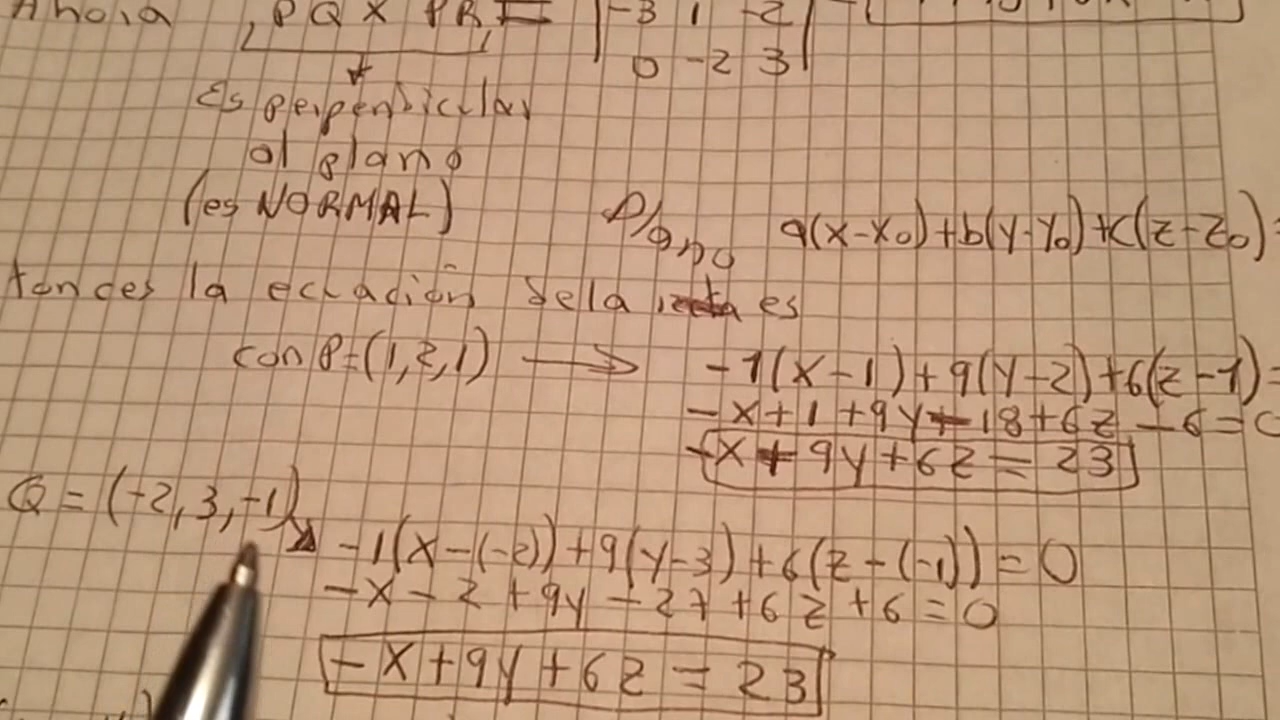 Ahora PQ X PR = | -3 1 -2 |
0 -2 3
Es perpendicular
al plano
(es NORMAL)
Plano a(x-x0)+b(y-y0)+c(z-z0)=
tonces la ecuación dela es
con P=(1,2,1) → -1(x-1)+9(y-2)+6(z-1)=
-x+1+9y-18+6z-6=0
-x+9y+6z=23
Q=(-2,3,-1)
-1(x-(-2))+9(y-3)+6(z-(-1))=0
-x-2+9y-27+6z+6=0
-x+9y+6z=23